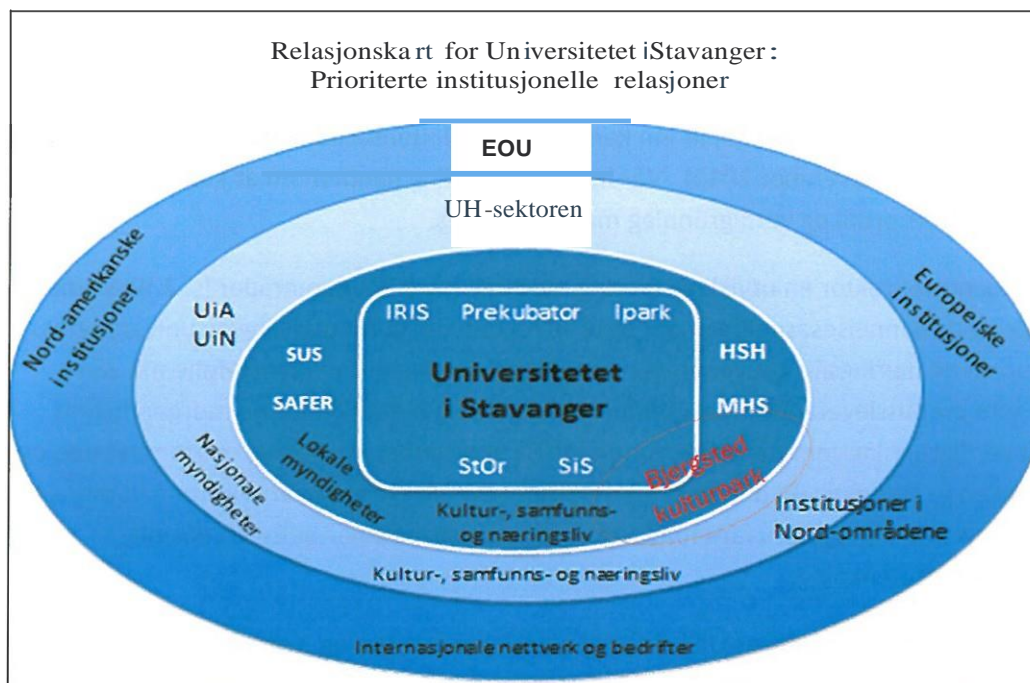 Relasjonskart for Universitetet i Stavanger:
Prioriterte institusjonelle relasjoner
EOU
UH-sektoren
Nord-amerikanske
institusjoner
Europeiske
institusjoner
UiA
UiN
IRIS Prekubator Ipark
SUS
HSH
Universitetet
i Stavanger
SAFER
MHS
Nasjonale
myndigheter
Lokale
myndigheter
StOr SiS
Bjergsted
kulturpark
Kultur-, samfunns-
og næringsliv
Institusjoner i
Nord-områdene
Kultur-, samfunns- og næringsliv
Internasjonale nettverk og bedrifter